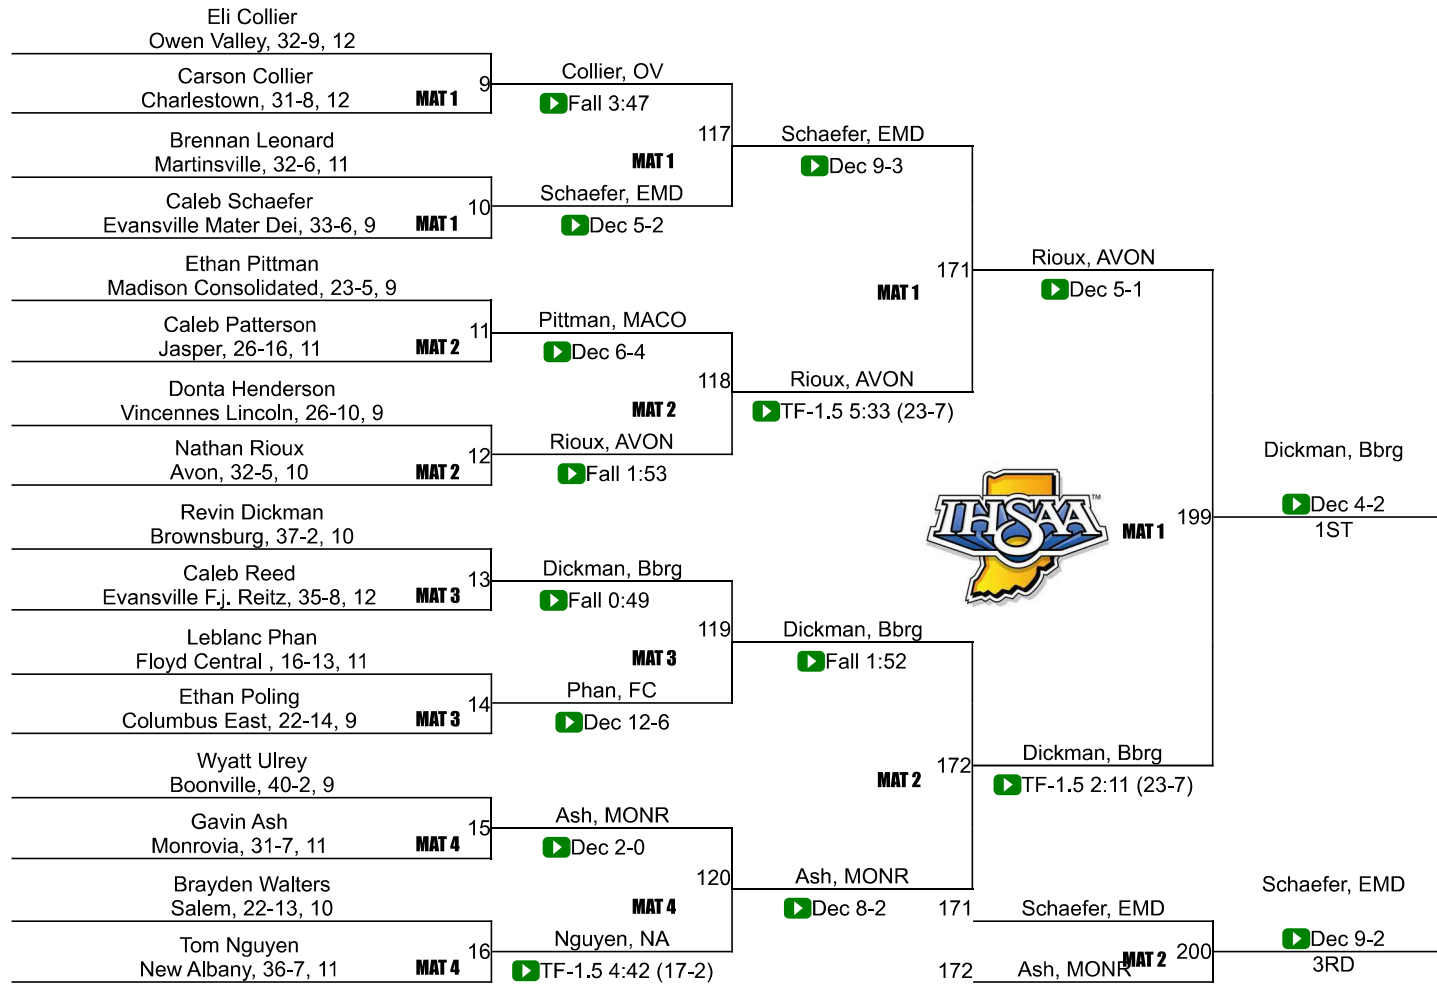 Eli Collier
Owen Valley, 32-9, 12
Carson Collier
Charlestown, 31-8, 12
MAT 1
9
Brennan Leonard
Martinsville, 32-6, 11
Caleb Schaefer
Evansville Mater Dei, 33-6, 9
MAT 1
10
Ethan Pittman
Madison Consolidated, 23-5, 9
Caleb Patterson
Jasper, 26-16, 11
MAT 2
11
Donta Henderson
Vincennes Lincoln, 26-10, 9
Nathan Rioux
Avon, 32-5, 10
MAT 2
12
Revin Dickman
Brownsburg, 37-2, 10
Caleb Reed
Evansville F.j. Reitz, 35-8, 12
MAT 3
13
Leblanc Phan
Floyd Central , 16-13, 11
Ethan Poling
Columbus East, 22-14, 9
MAT 3
14
Wyatt Ulrey
Boonville, 40-2, 9
Gavin Ash
Monrovia, 31-7, 11
MAT 4
15
Brayden Walters
Salem, 22-13, 10
Tom Nguyen
New Albany, 36-7, 11
MAT 4
16
Collier, OV
Fall 3:47
117
MAT 1
Schaefer, EMD
Dec 5-2
Pittman, MACO
Dec 6-4
118
MAT 2
Rioux, AVON
Fall 1:53
Dickman, Bbrg
Fall 0:49
119
MAT 3
Phan, FC
Dec 12-6
Ash, MONR
Dec 2-0
120
MAT 4
Nguyen, NA
TF-1.5 4:42 (17-2)
Schaefer, EMD
Dec 9-3
171
MAT 1
Rioux, AVON
TF-1.5 5:33 (23-7)
Dickman, Bbrg
Fall 1:52
172
MAT 2
Ash, MONR
Dec 8-2
Rioux, AVON
Dec 5-1
IHSAA™
MAT 1
199
Dickman, Bbrg
TF-1.5 2:11 (23-7)
Dickman, Bbrg
Dec 4-2
1ST
171
Schaefer, EMD
MAT 2
200
172
Ash, MONR
Schaefer, EMD
Dec 9-2
3RD